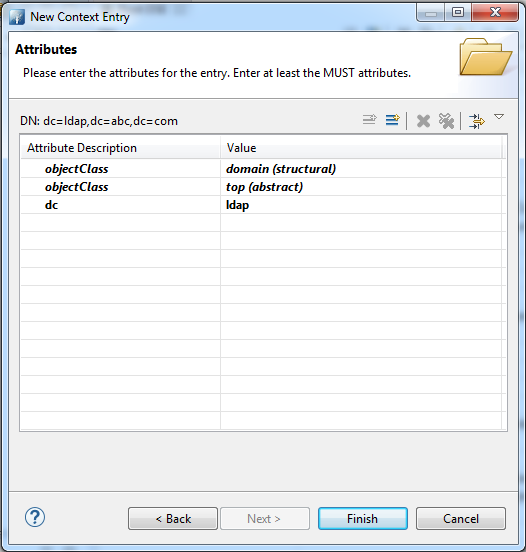 New Context Entry
Attributes
Please enter the attributes for the entry. Enter at least the MUST attributes.
DN: dc=ldap,dc=abc,dc=com
Attribute Description Value
objectClass domain (structural)
objectClass top (abstract)
dc ldap
< Back Next > Finish Cancel